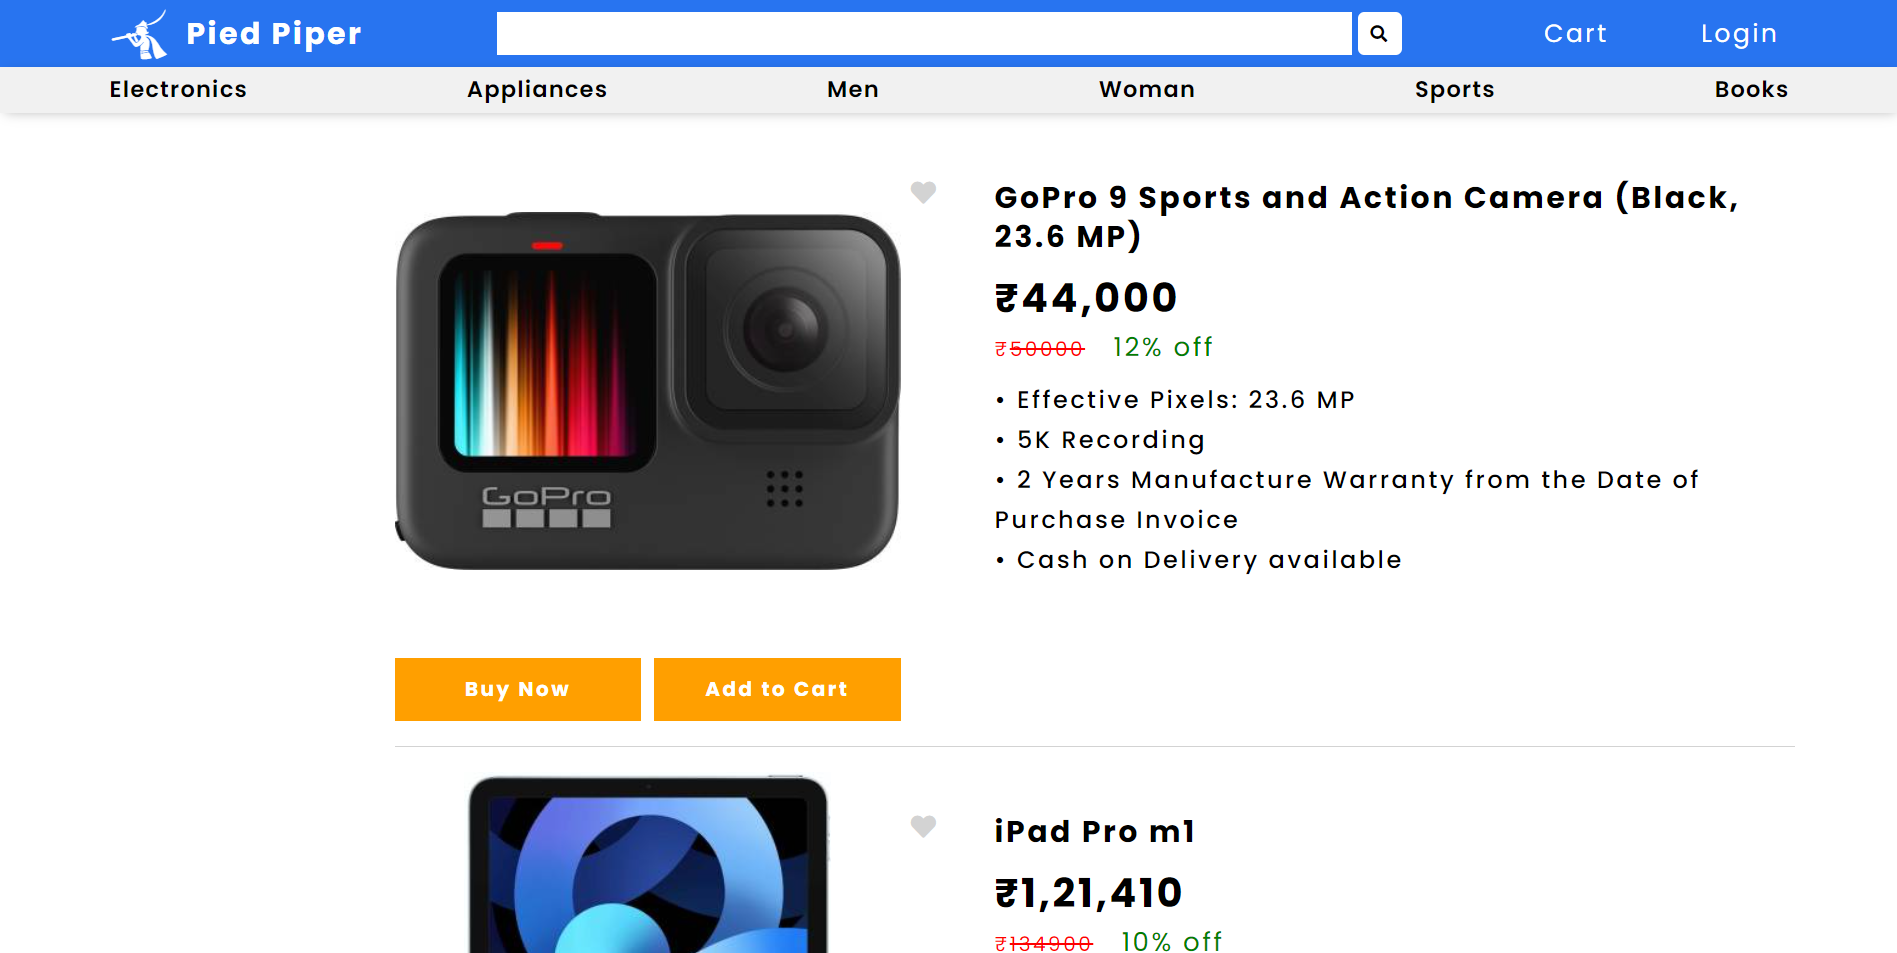 Pied Piper
Cart
Login
Electronics
Appliances
Men
Woman
Sports
Books
GoPro 9 Sports and Action Camera (Black,
23.6 MP)
₹44,000
₹50000 12% off
• Effective Pixels: 23.6 MP
• 5K Recording
• 2 Years Manufacture Warranty from the Date of
Purchase Invoice
• Cash on Delivery available
GoPro
Buy Now
Add to Cart
iPad Pro m1
₹1,21,410
₹134900 10% off